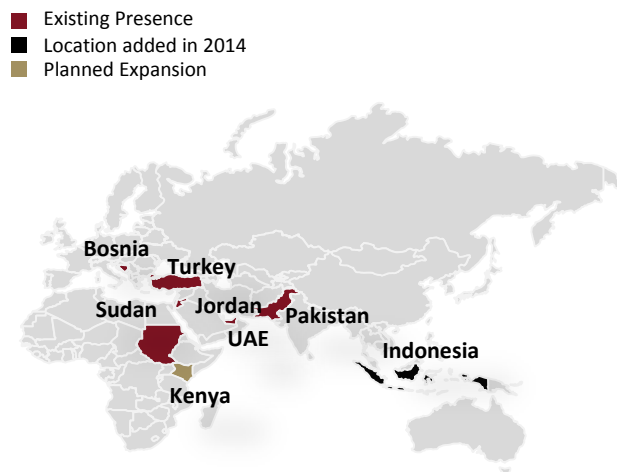 Existing Presence
Location added in 2014
Planned Expansion
Bosnia
Turkey
Sudan
Jordan
Pakistan
UAE
Indonesia
Kenya